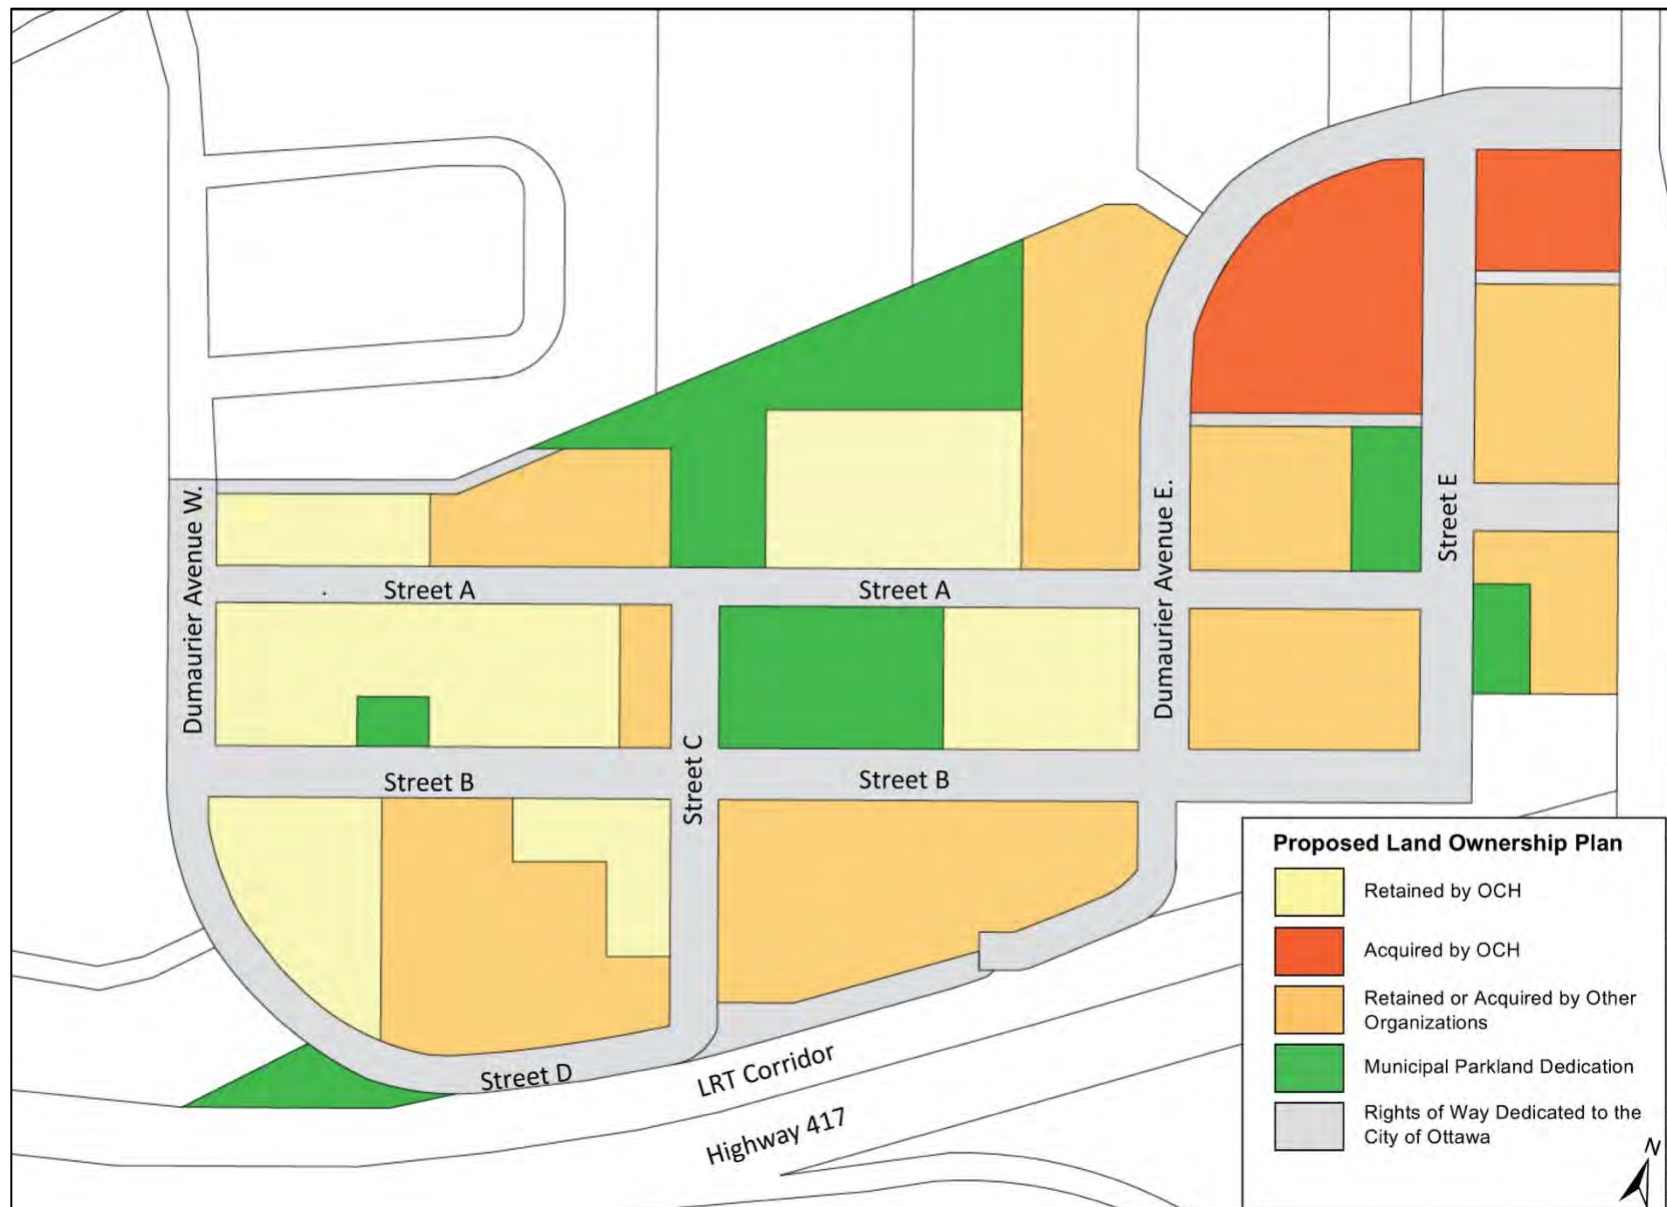 Dumaurier Avenue W.
Street A
Street A
Dumaurier Avenue E.
Street E
Street B
Street C
Street B
Street D
LRT Corridor
Highway 417
Proposed Land Ownership Plan
Retained by OCH
Acquired by OCH
Retained or Acquired by Other
Organizations
Municipal Parkland Dedication
Rights of Way Dedicated to the
City of Ottawa
N